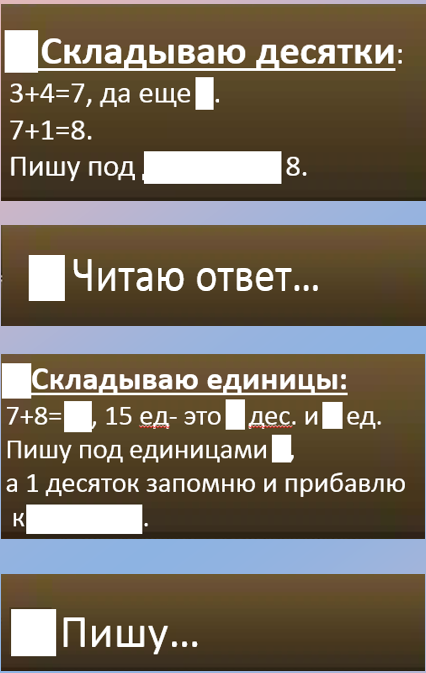 Складываю десятки:
3+4=7, да еще .
7+1=8.
Пишу под 8.
Читаю ответ...
Складываю единицы:
7+8= , 15 ед- это дес. и ед.
Пишу под единицами ,
а 1 десяток запомню и прибавлю
к .
Пишу...